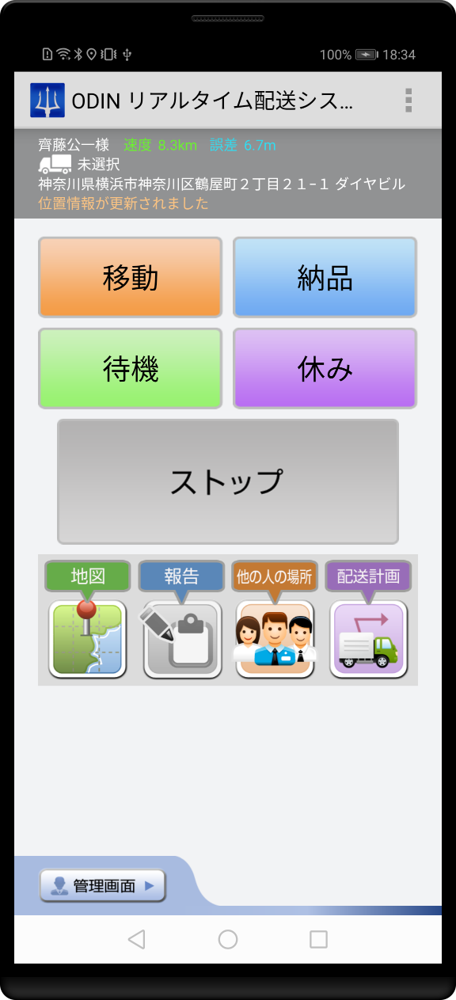 100% 18:34
ODIN リアルタイム配送シス...
齊藤公一様 速度 8.3km 誤差 6.7m
未選択
神奈川県横浜市神奈川区鶴屋町２丁目２１−１ ダイヤビル
位置情報が更新されました
移動 納品
待機 休み
ストップ
地図 報告 他の人の場所 配送計画
管理画面